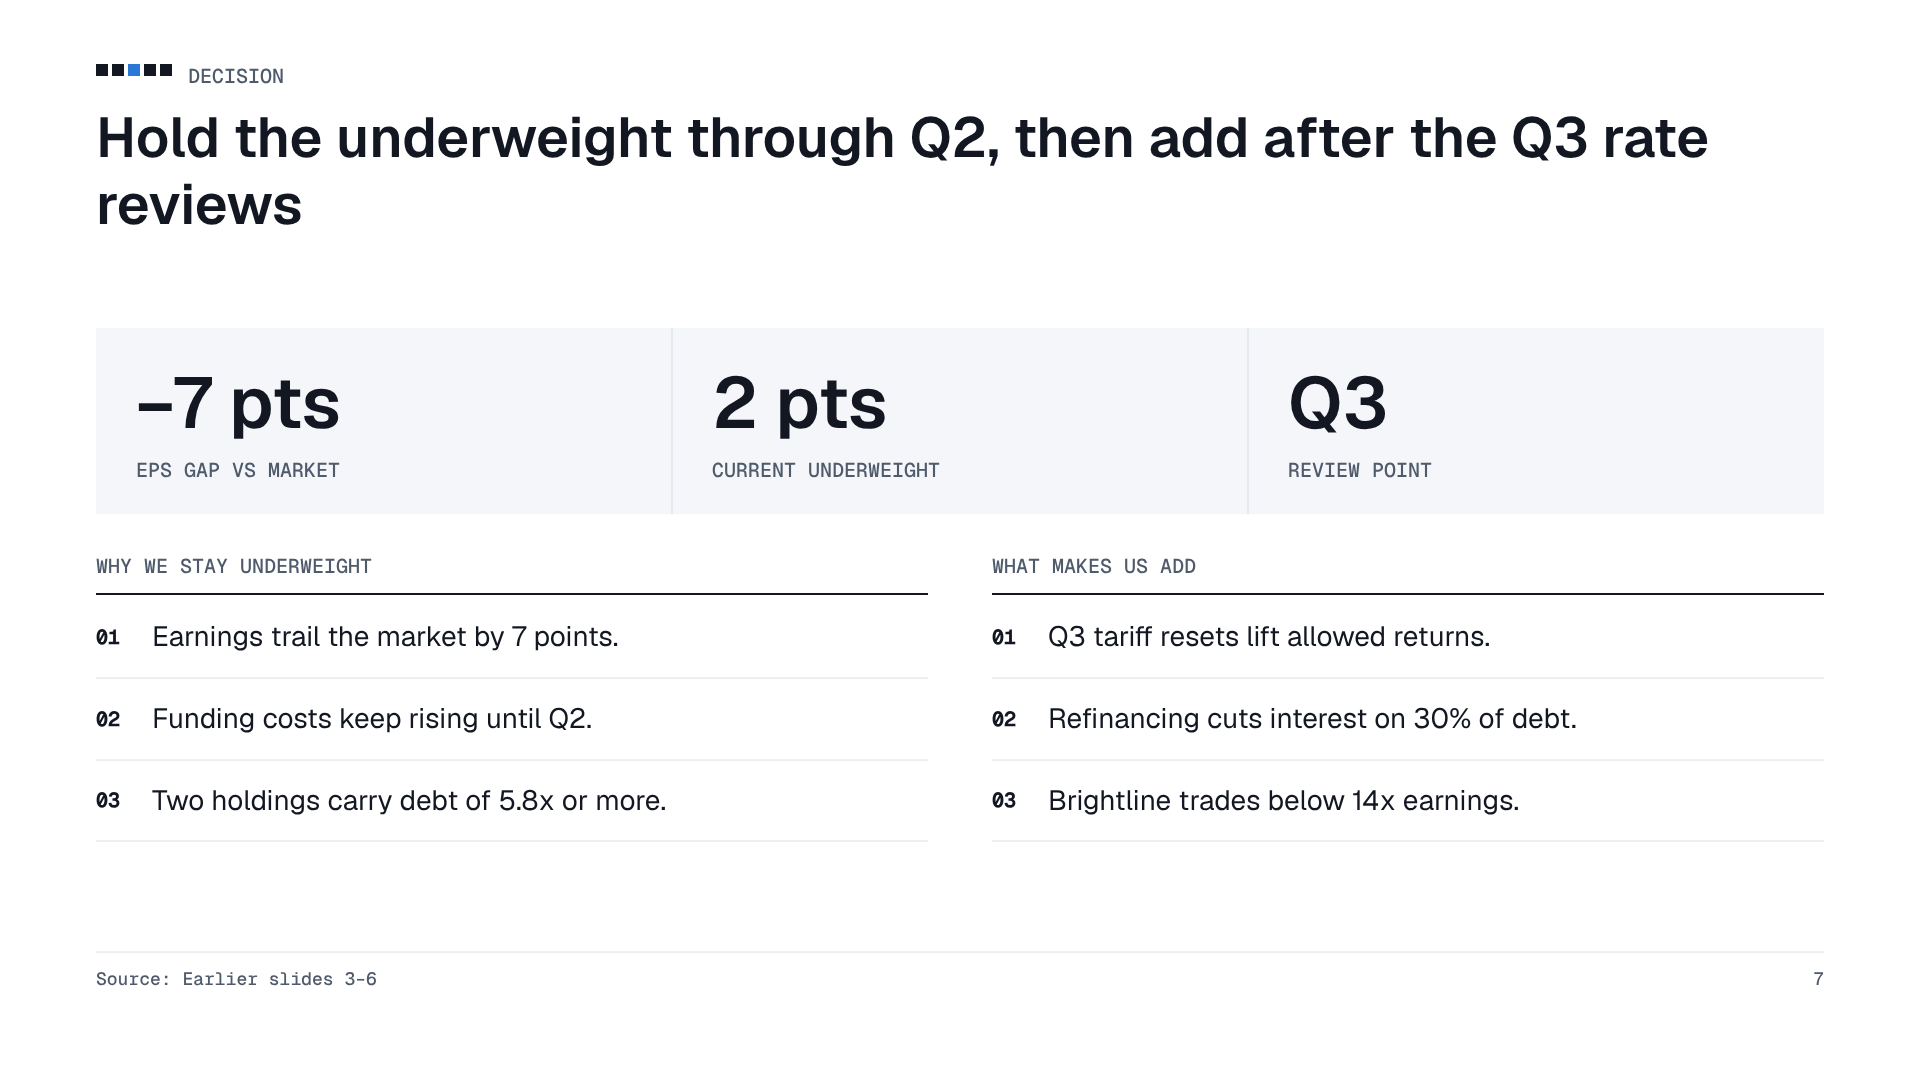 DECISION
Hold the underweight through Q2, then add after the Q3 rate
reviews
–7 pts
EPS GAP VS MARKET
2 pts
CURRENT UNDERWEIGHT
Q3
REVIEW POINT
WHY WE STAY UNDERWEIGHT
01 Earnings trail the market by 7 points.
02 Funding costs keep rising until Q2.
03 Two holdings carry debt of 5.8x or more.
WHAT MAKES US ADD
01 Q3 tariff resets lift allowed returns.
02 Refinancing cuts interest on 30% of debt.
03 Brightline trades below 14x earnings.
Source: Earlier slides 3–6
7